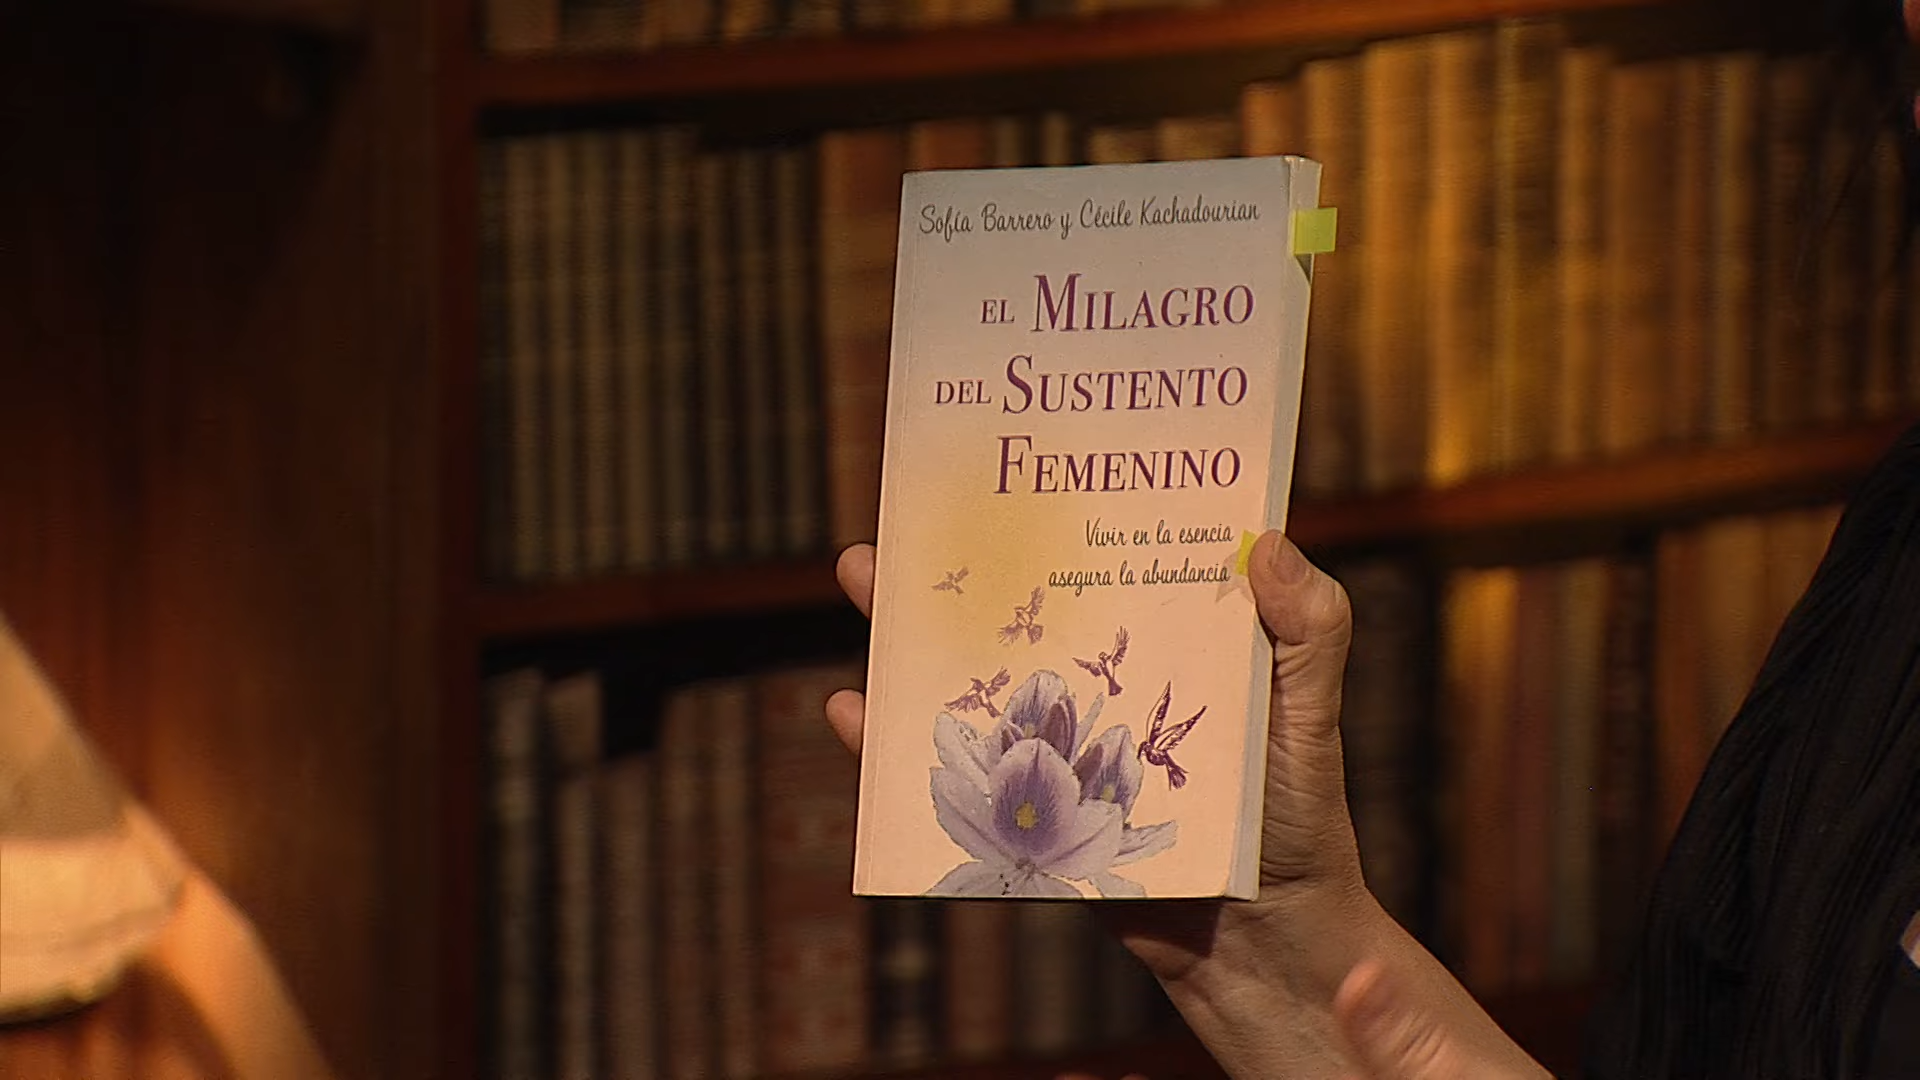 Sofía Barrero y Cécile Kachadourian
EL MILAGRO
DEL SUSTENTO
FEMENINO
Vivir en la esencia
asegura la abundancia